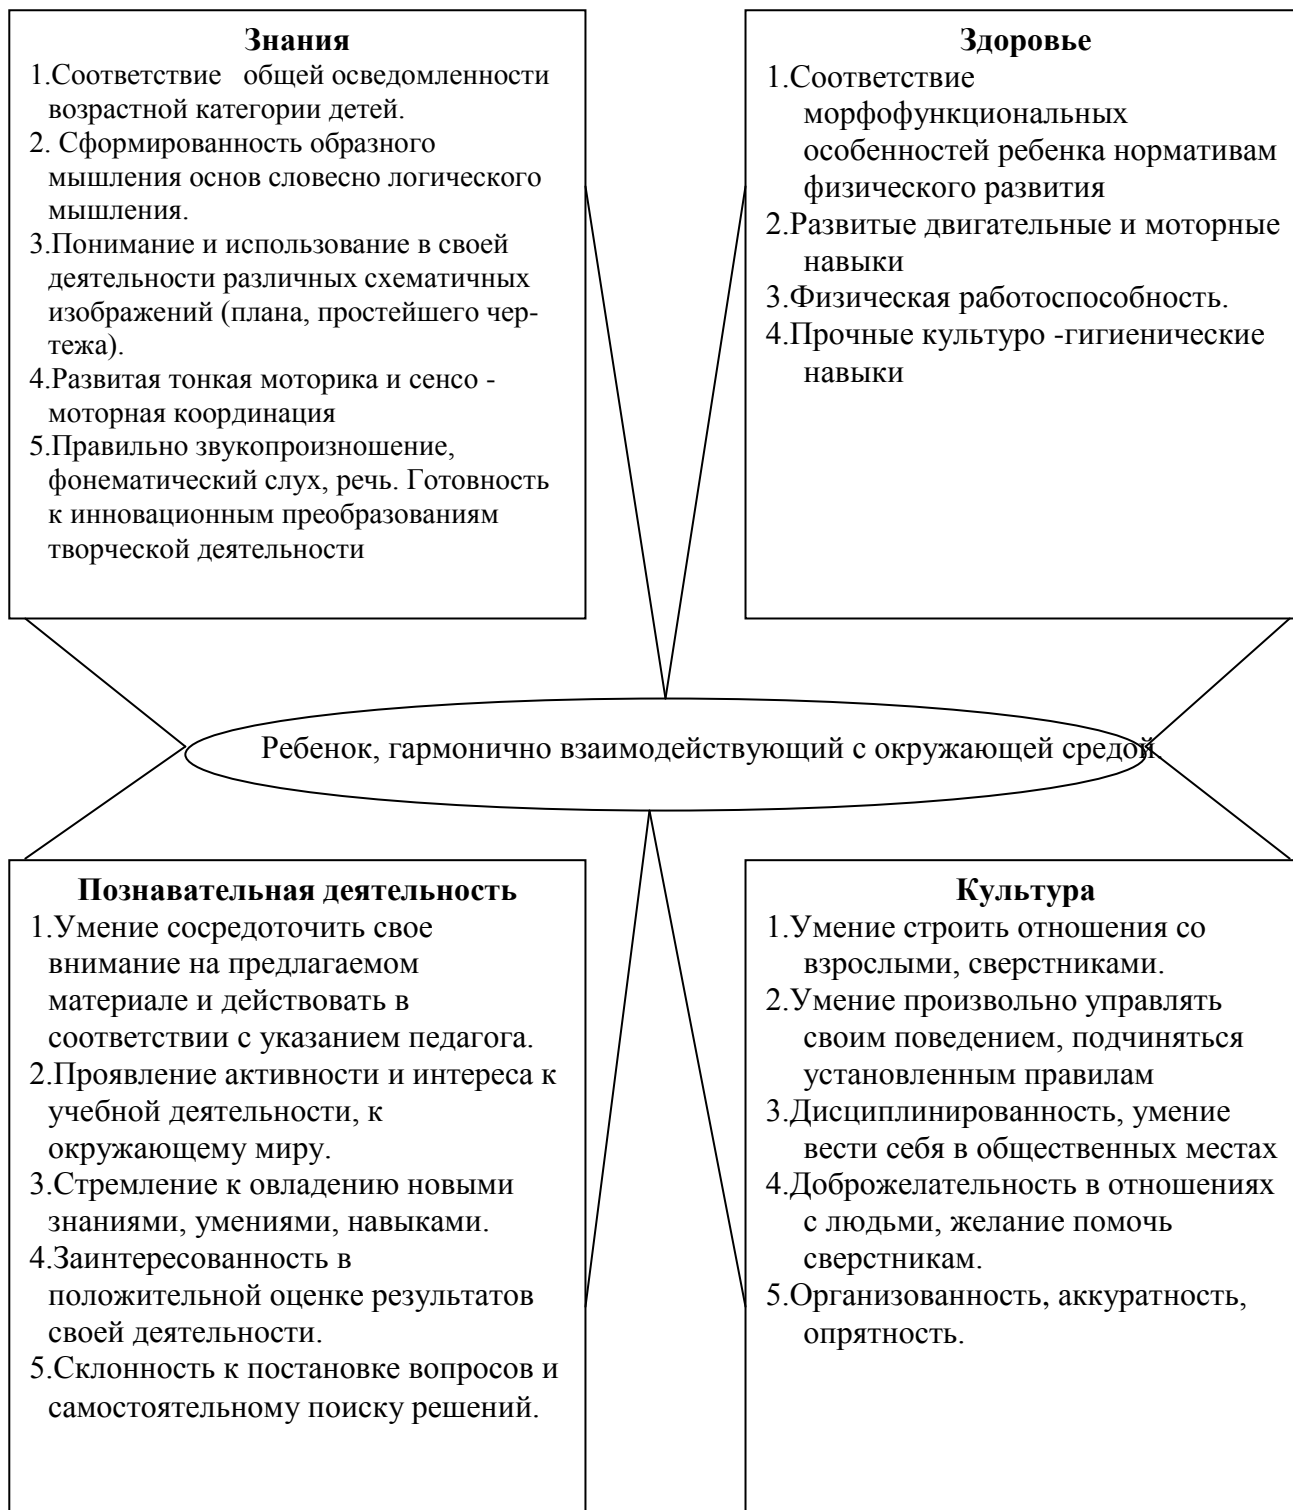 Знания
1.Соответствие общей осведомленности
возрастной категории детей.
2. Сформированность образного
мышления основ словесно логического
мышления.
3.Понимание и использование в своей
деятельности различных схематичных
изображений (плана, простейшего чер-
тежа).
4.Развитая тонкая моторика и сенсо -
моторная координация
5.Правильно звукопроизношение,
фонематический слух, речь. Готовность
к инновационным преобразованиям
творческой деятельности
Здоровье
1.Соответствие
морфофункциональных
особенностей ребенка нормативам
физического развития
2.Развитые двигательные и моторные
навыки
3.Физическая работоспособность.
4.Прочные культуро -гигиенические
навыки
Ребенок, гармонично взаимодействующий с окружающей средой.
Познавательная деятельность
1.Умение сосредоточить свое
внимание на предлагаемом
материале и действовать в
соответствии с указанием педагога.
2.Проявление активности и интереса к
учебной деятельности, к
окружающему миру.
3.Стремление к овладению новыми
знаниями, умениями, навыками.
4.Заинтересованность в
положительной оценке результатов
своей деятельности.
5.Склонность к постановке вопросов и
самостоятельному поиску решений.
Культура
1.Умение строить отношения со
взрослыми, сверстниками.
2.Умение произвольно управлять
своим поведением, подчиняться
установленным правилам
3.Дисциплинированность, умение
вести себя в общественных местах
4.Доброжелательность в отношениях
с людьми, желание помочь
сверстникам.
5.Организованность, аккуратность,
опрятность.